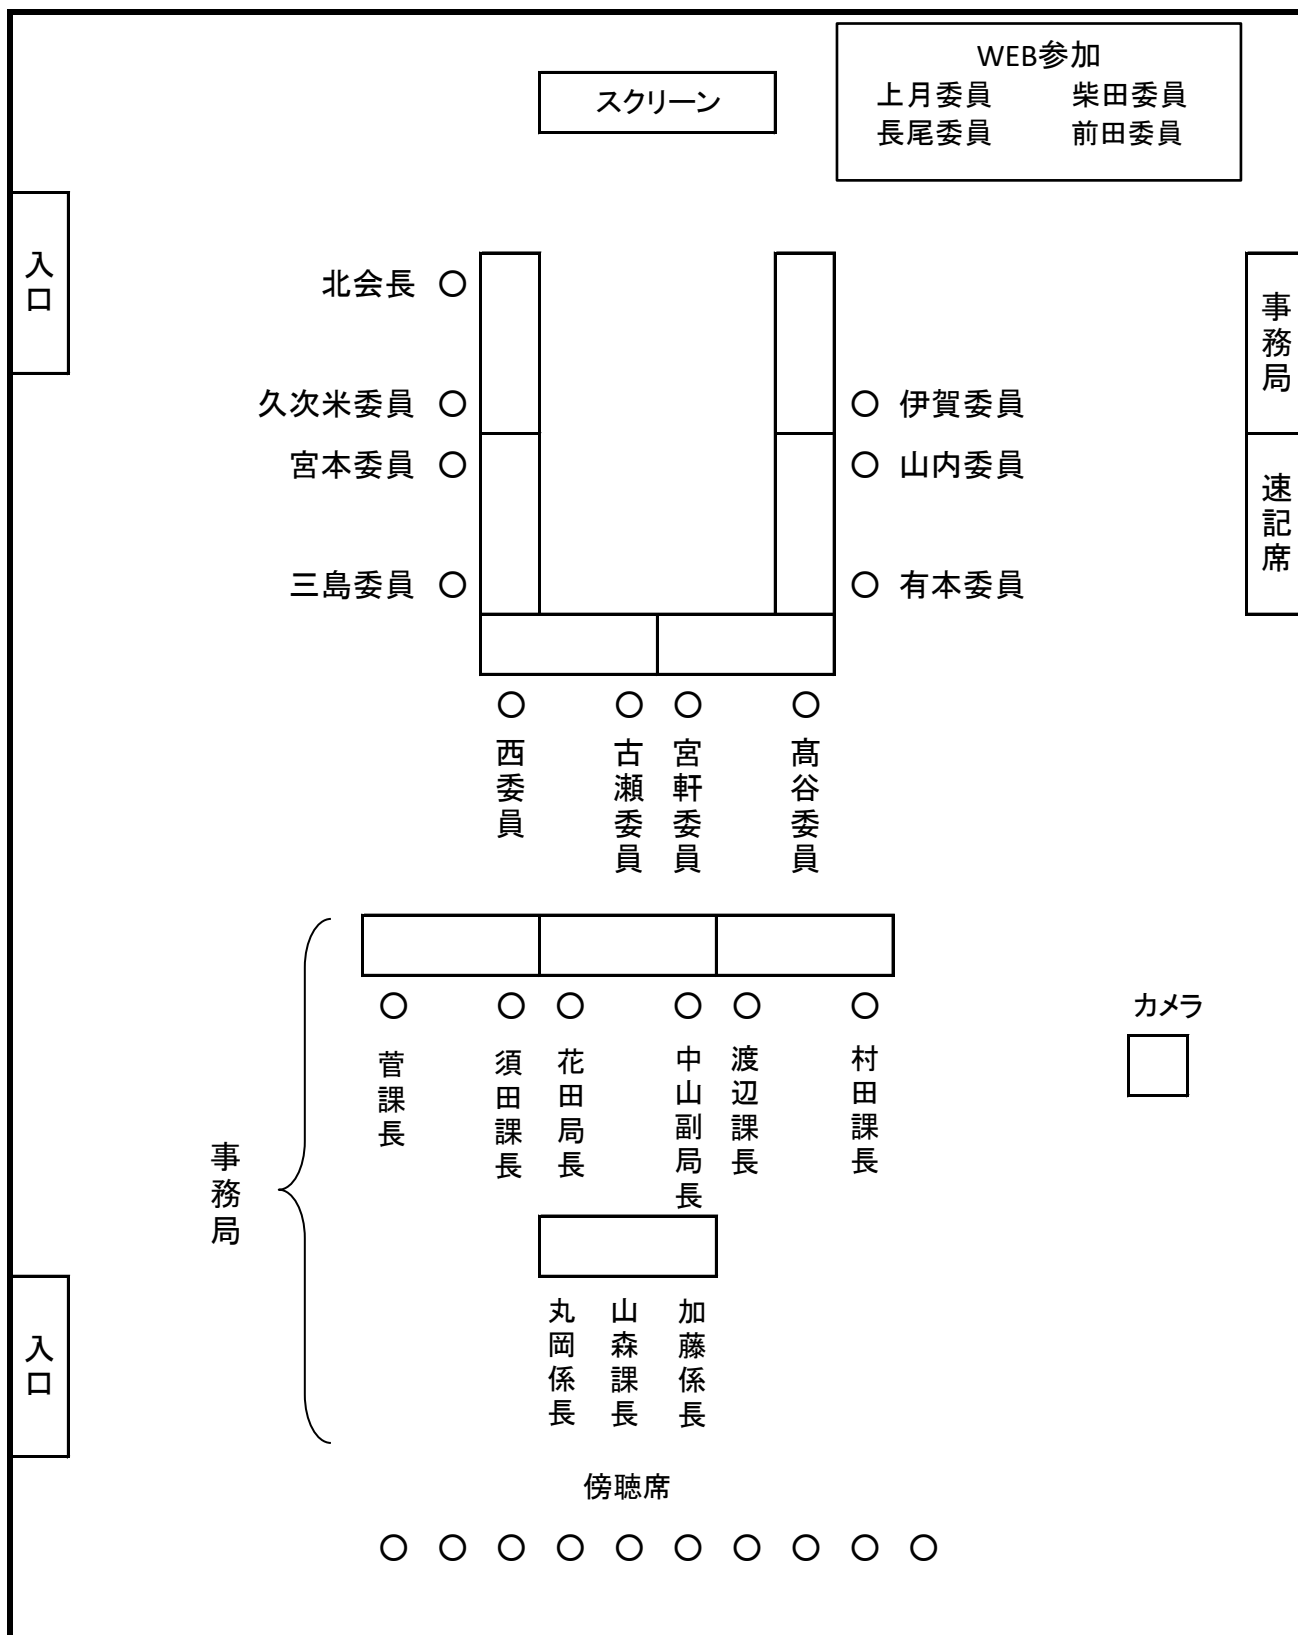 WEB参加
上月委員 柴田委員
長尾委員 前田委員
スクリーン
入口
北会長
久次米委員
宮本委員
三島委員
伊賀委員
山内委員
有本委員
事務局
速記席
西委員
古瀬委員
宮軒委員
髙谷委員
カメラ
菅課長
須田課長
花田局長
中山副局長
渡辺課長
村田課長
事務局
丸岡係長
山森課長
加藤係長
入口
傍聴席